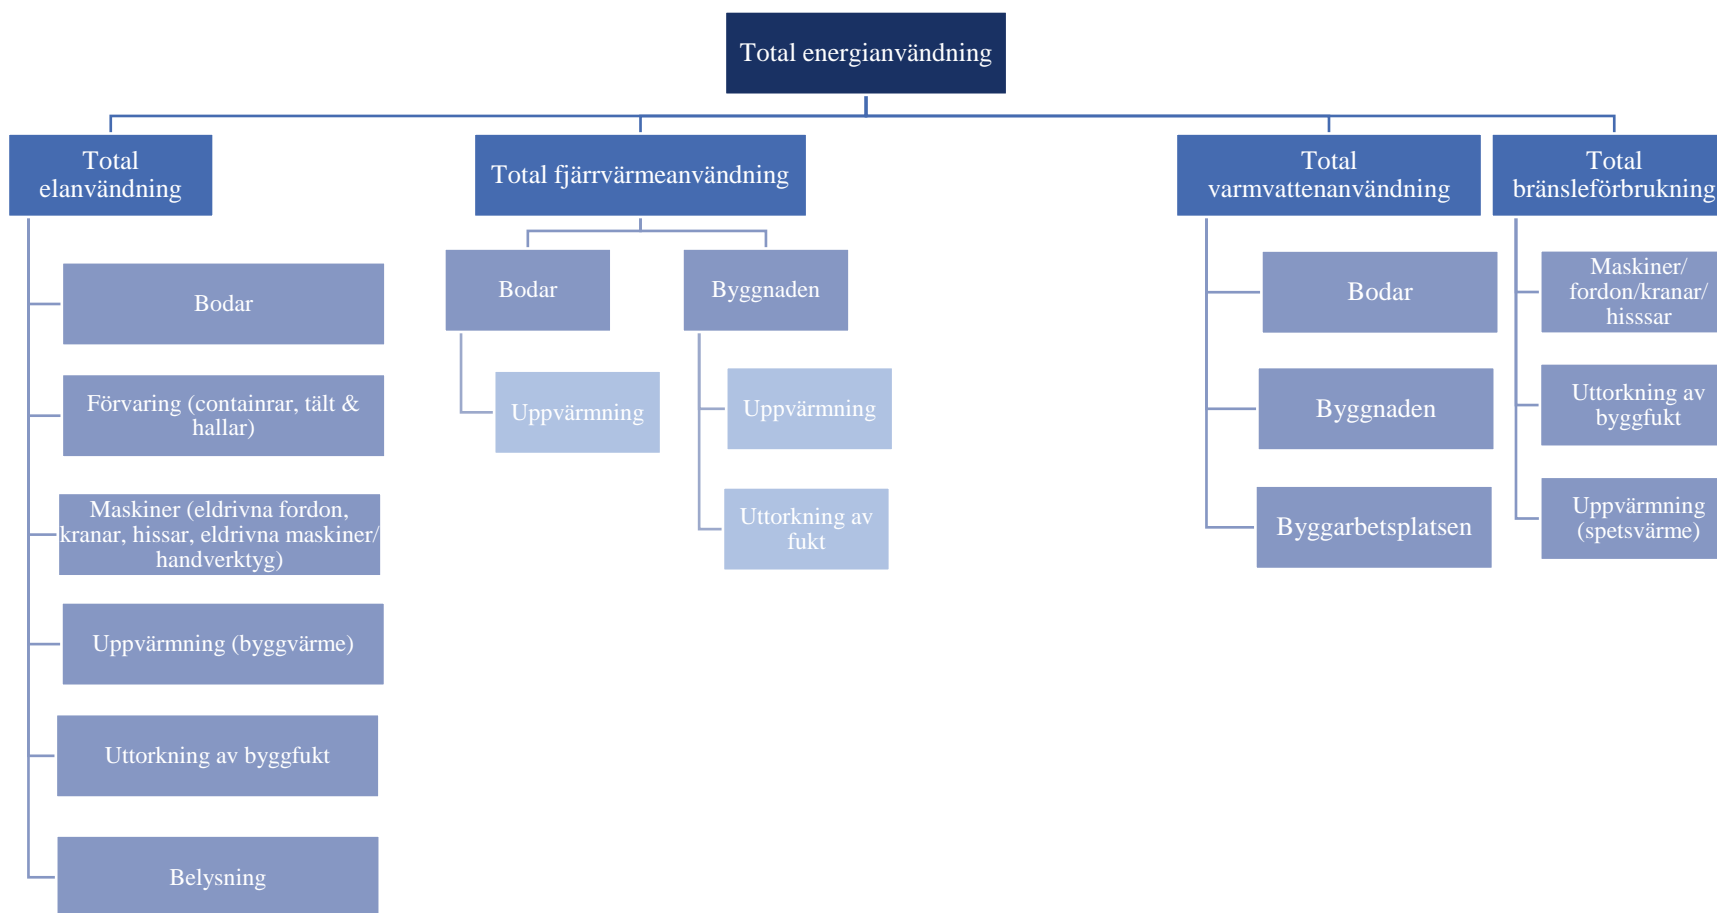 Total energianvändning
Total
elanvändning
Bodar
Förvaring (containrar, tält &
hallar)
Maskiner (eldrivna fordon,
kranar, hissar, eldrivna maskiner/
handverktyg)
Uppvärmning (byggvärme)
Uttorkning av byggfukt
Belysning
Total fjärrvärmeanvändning
Bodar
Uppvärmning
Byggnaden
Uppvärmning
Uttorkning av
fukt
Total
varmvattenanvändning
Bodar
Byggnaden
Byggarbetsplatsen
Total
bränsleförbrukning
Maskiner/
fordon/kranar/
hisssar
Uttorkning av
byggfukt
Uppvärmning
(spetsvärme)